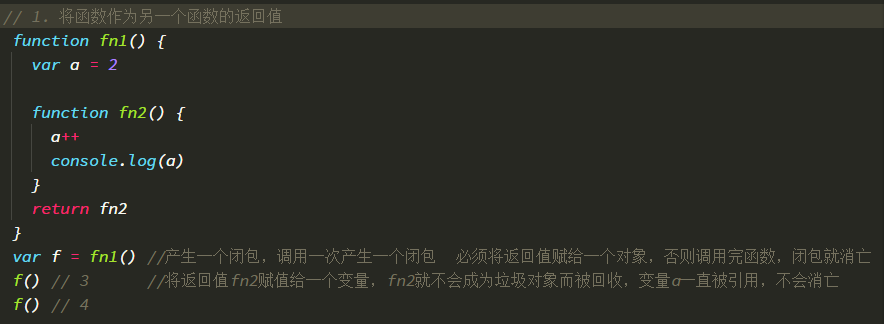 // 1. 将函数作为另一个函数的返回值
function fn1() {
  var a = 2
  function fn2() {
    a++
    console.log(a)
  }
  return fn2
}
var f = fn1() //产生一个闭包，调用一次产生一个闭包  必须将返回值赋给一个对象，否则调用完函数，闭包就消亡
f() // 3      //将返回值fn2赋值给一个变量，fn2就不会成为垃圾对象而被回收，变量a一直被引用，不会消亡
f() // 4